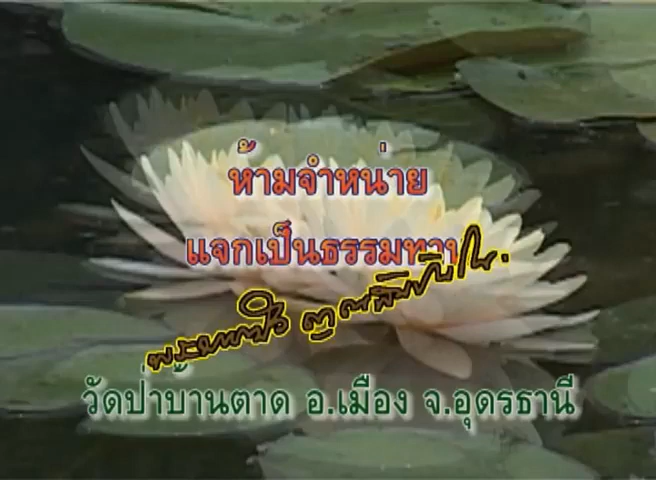 ห้ามจำหน่าย
แจกเป็นธรรมทาน
วัดป่าบ้านตาด อ.เมือง จ.อุดรธานี